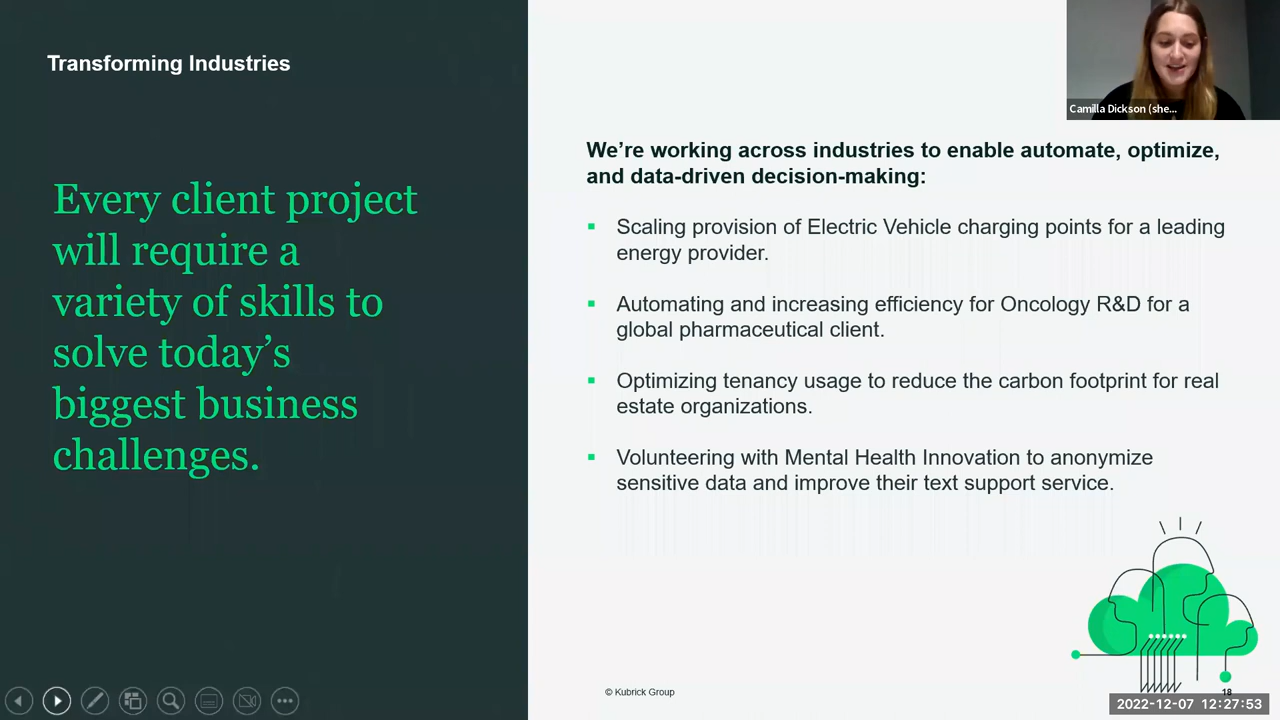 Transforming Industries
Every client project
will require a
variety of skills to
solve today’s
biggest business
challenges.
Camilla Dickson (she...
We’re working across industries to enable automate, optimize,
and data-driven decision-making:
Scaling provision of Electric Vehicle charging points for a leading
energy provider.
Automating and increasing efficiency for Oncology R&D for a
global pharmaceutical client.
Optimizing tenancy usage to reduce the carbon footprint for real
estate organizations.
Volunteering with Mental Health Innovation to anonymize
sensitive data and improve their text support service.
© Kubrick Group
18
2022-12-07 12:27:53